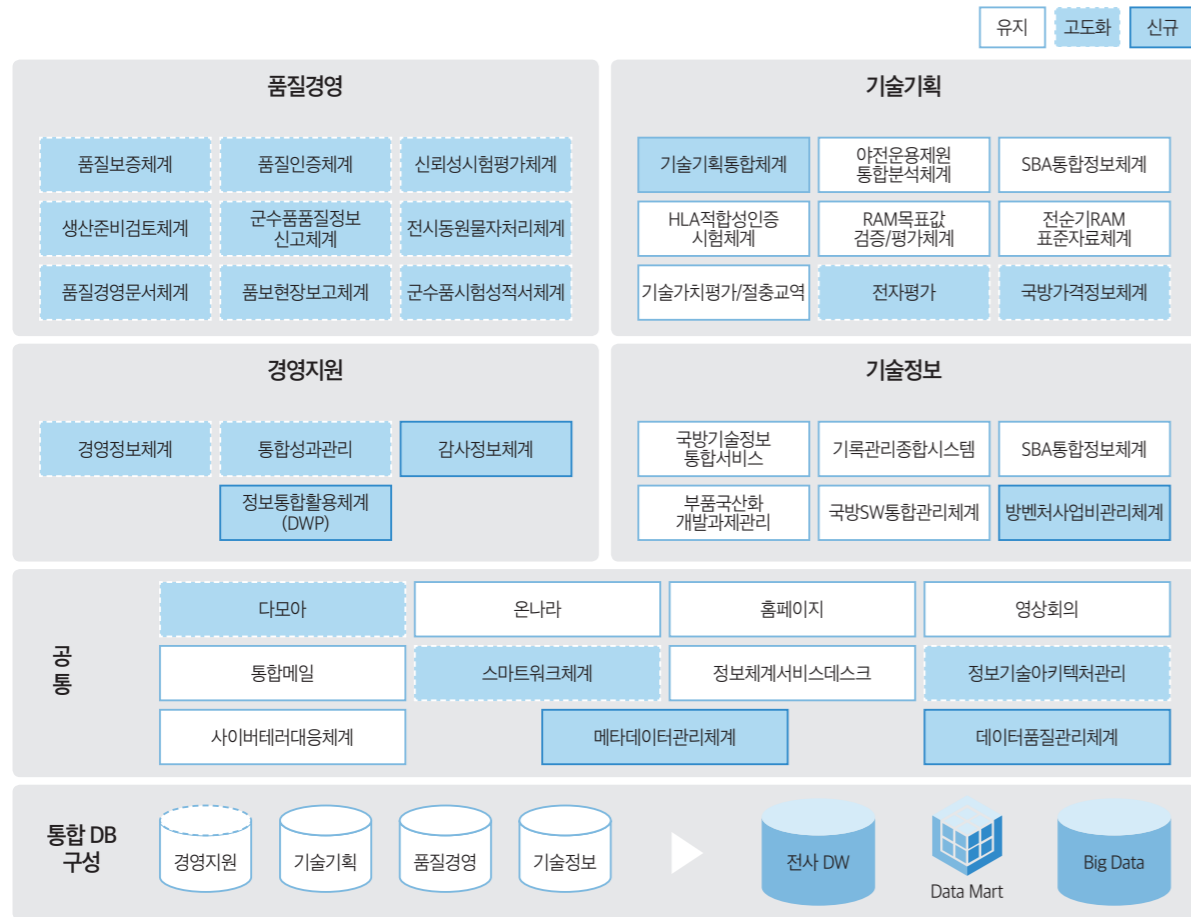 유지
고도화
신규
품질경영
품질보증체계
품질인증체계
신뢰성시험평가체계
생산준비검토체계
군수품품질정보
신고체계
전시동원물자처리체계
품질경영문서체계
품보현장보고체계
군수품시험성적서체계
기술기획
기술기획통합체계
야전운용제원
통합분석체계
SBA통합정보체계
HLA적합성인증
시험체계
RAM목표값
검증/평가체계
전순기RAM
표준자료체계
기술가치평가/절충교역
전자평가
국방가격정보체계
경영지원
경영정보체계
통합성과관리
감사정보체계
정보통합활용체계
(DWP)
기술정보
국방기술정보
통합서비스
기록관리종합시스템
SBA통합정보체계
부품국산화
개발과제관리
국방SW통합관리체계
방벤처사업비관리체계
공
통
다모아
온나라
홈페이지
영상회의
통합메일
스마트워크체계
정보체계서비스데스크
정보기술아키텍처관리
사이버테러대응체계
메타데이터관리체계
데이터품질관리체계
통합 DB
구성
경영지원
기술기획
품질경영
기술정보
전사 DW
Data Mart
Big Data